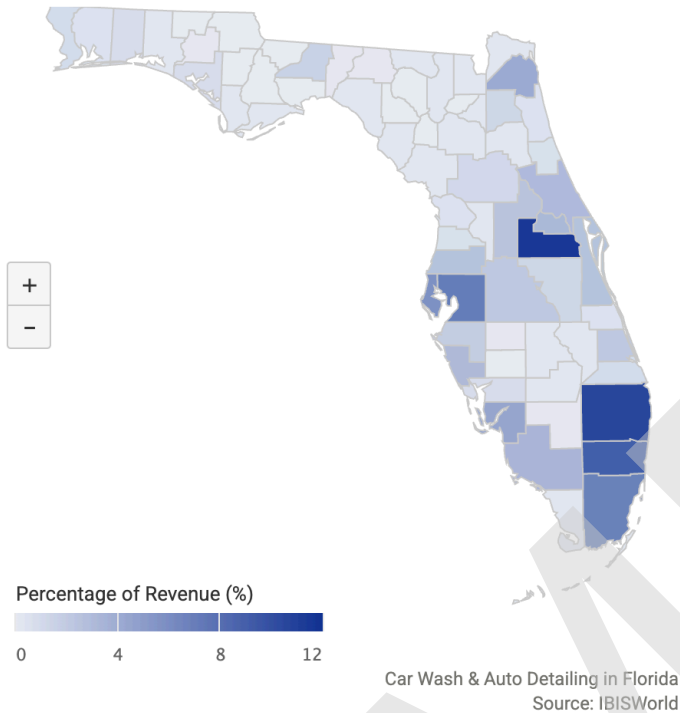 +
−
Percentage of Revenue (%)
0 4 8 12
Car Wash & Auto Detailing in Florida
Source: IBISWorld